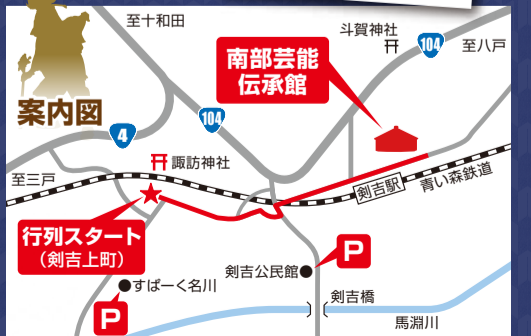 至十和田
斗賀神社
104
至八戸
南部芸能
伝承館
案内図
4
104
諏訪神社
至三戸
剣吉駅
青い森鉄道
行列スタート
(剣吉上町)
剣吉公民館
P
すぱーく名川
P
剣吉橋
馬淵川